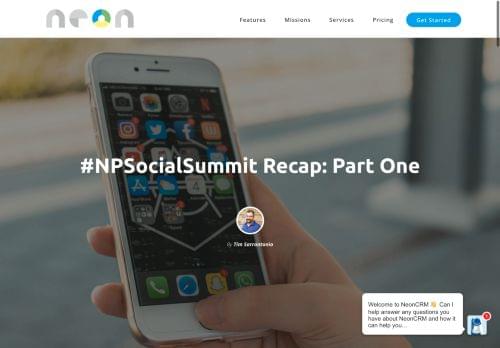 neon
Features
Missions
Services
Pricing
Get Started
#NPSocialSummit Recap: Part One
By Tim Sarrantonio
Welcome to NeonCRM 👋 Can I
help answer any questions you
have about NeonCRM and how it
can help you...
1